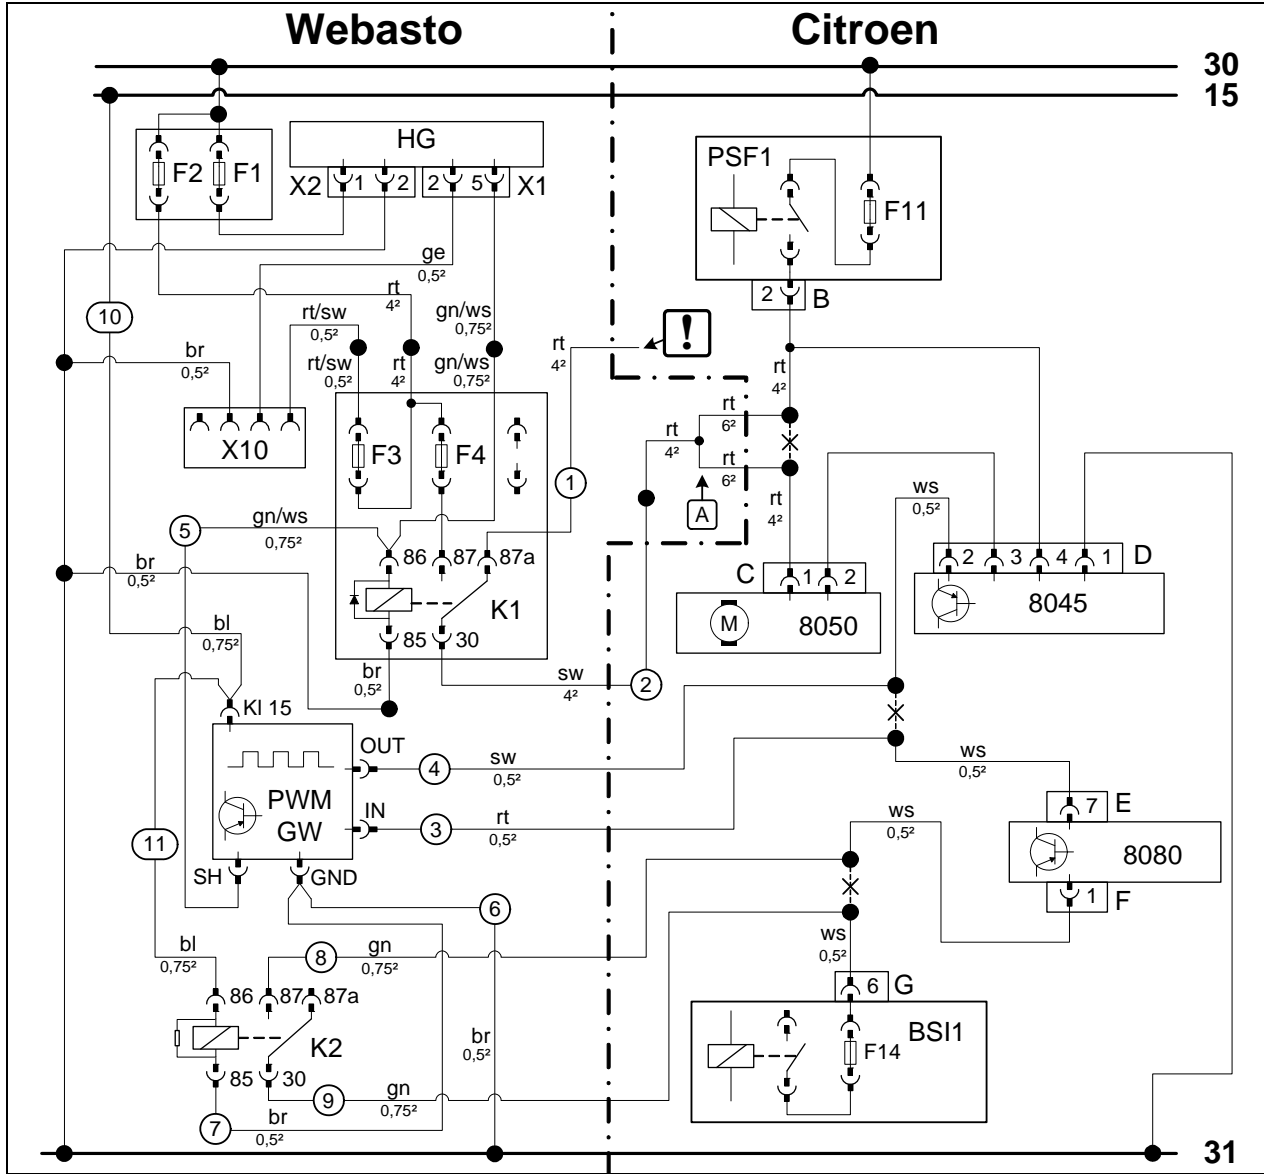 Webasto
Citroen
30
15
HG
PSF1
F2 F1
X2 1 2 2 5 X1
F11
ge
0,5²
2 B
rt
4²
10
rt/sw
0,5²
gn/ws
0,75²
!
br
0,5²
rt/sw
0,5²
rt
4²
gn/ws
0,75²
rt
4²
rt
4²
rt
6²
rt
4²
rt
6²
X10
F3 F4
1
A
rt
4²
ws
0,5²
5
gn/ws
0,75²
86 87 87a
br
0,5²
C 1 2
2 3 4 1 D
K1
M 8050
8045
bl
0,75²
85 30
br
0,5²
sw
4²
2
Kl 15
OUT
4
sw
0,5²
ws
0,5²
PWM
GW
IN
3
rt
0,5²
7 E
11
ws
0,5²
8080
SH GND
1 F
6
bl
0,75²
8
gn
0,75²
ws
0,5²
6 G
86 87 87a
K2
br
0,5²
BSI1
F14
85 30
9
gn
0,75²
7
br
0,5²
31